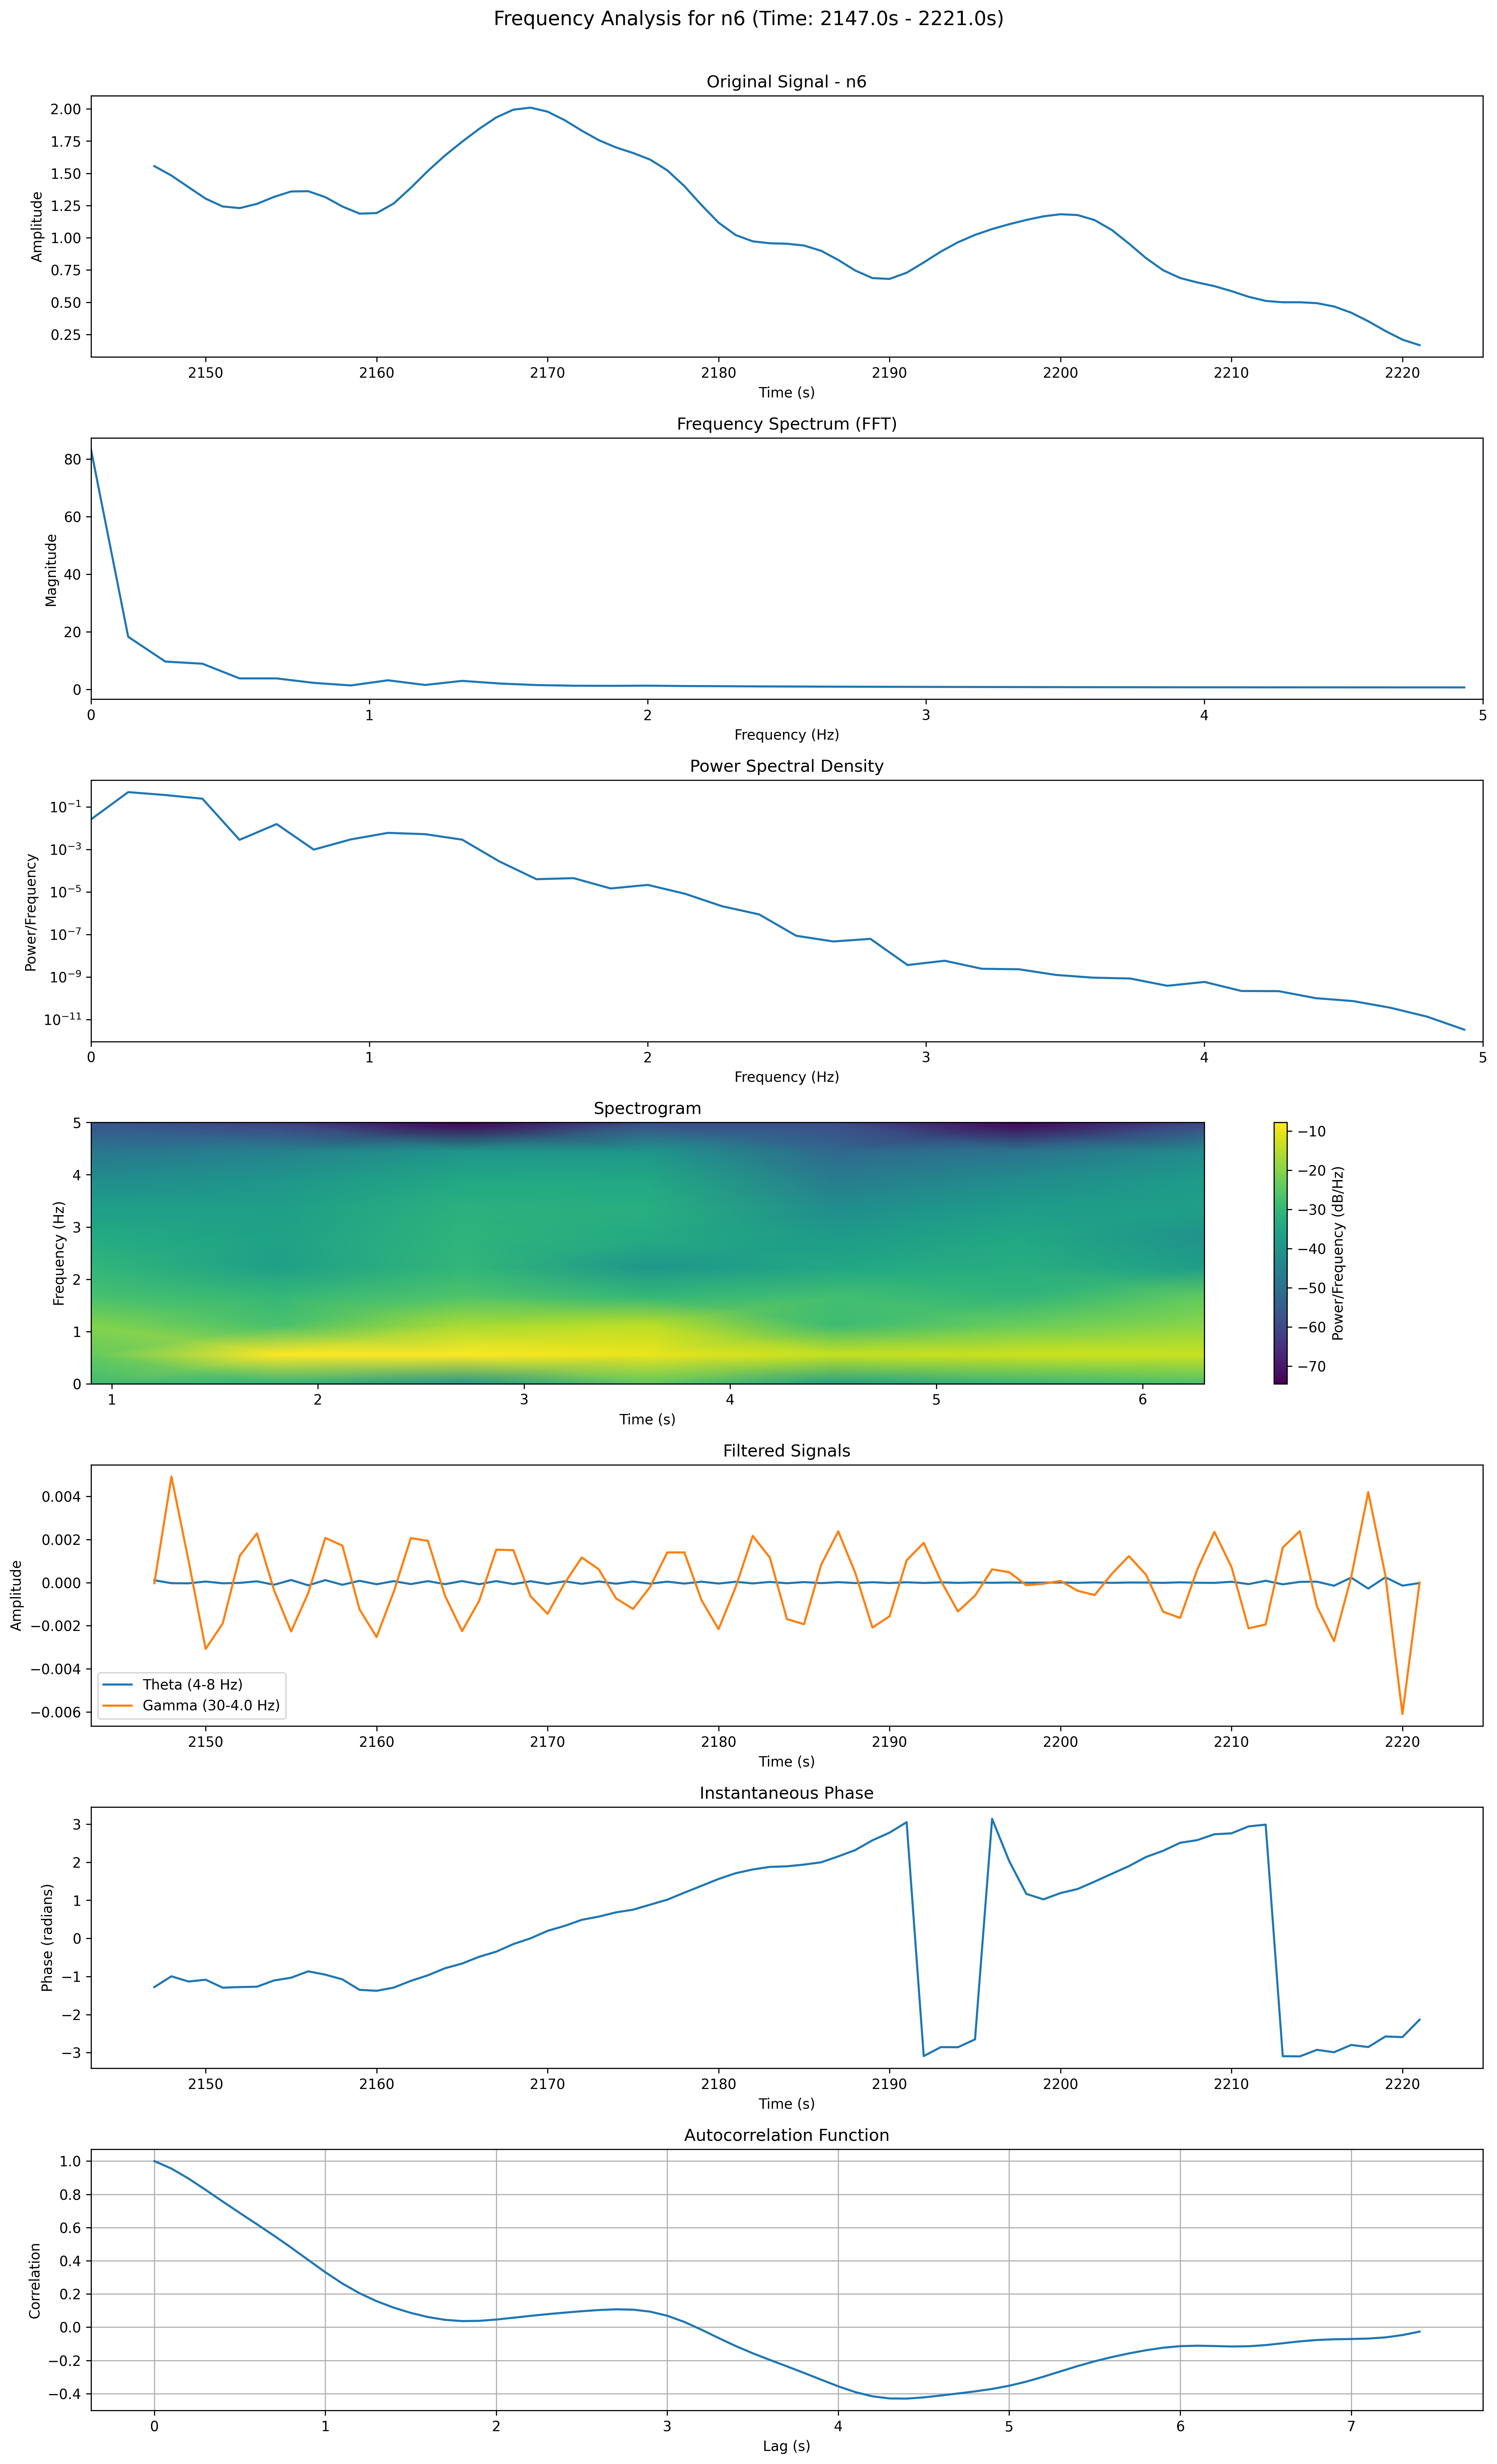 Frequency Analysis for n6 (Time: 2147.0s - 2221.0s)
Original Signal - n6
Amplitude
2.00
1.75
1.50
1.25
1.00
0.75
0.50
0.25
2150 2160 2170 2180 2190 2200 2210 2220
Time (s)
Frequency Spectrum (FFT)
Magnitude
80
60
40
20
0
0 1 2 3 4 5
Frequency (Hz)
Power Spectral Density
Power/Frequency
10⁻¹
10⁻³
10⁻⁵
10⁻⁷
10⁻⁹
10⁻¹¹
0 1 2 3 4 5
Frequency (Hz)
Spectrogram
Frequency (Hz)
5
4
3
2
1
0
1 2 3 4 5 6
Time (s)
−10
−20
−30
−40
−50
−60
−70
Power/Frequency (dB/Hz)
Filtered Signals
Amplitude
0.004
0.002
0.000
−0.002
−0.004
−0.006
Theta (4-8 Hz)
Gamma (30-4.0 Hz)
2150 2160 2170 2180 2190 2200 2210 2220
Time (s)
Instantaneous Phase
Phase (radians)
3
2
1
0
−1
−2
−3
2150 2160 2170 2180 2190 2200 2210 2220
Time (s)
Autocorrelation Function
Correlation
1.0
0.8
0.6
0.4
0.2
0.0
−0.2
−0.4
0 1 2 3 4 5 6 7
Lag (s)